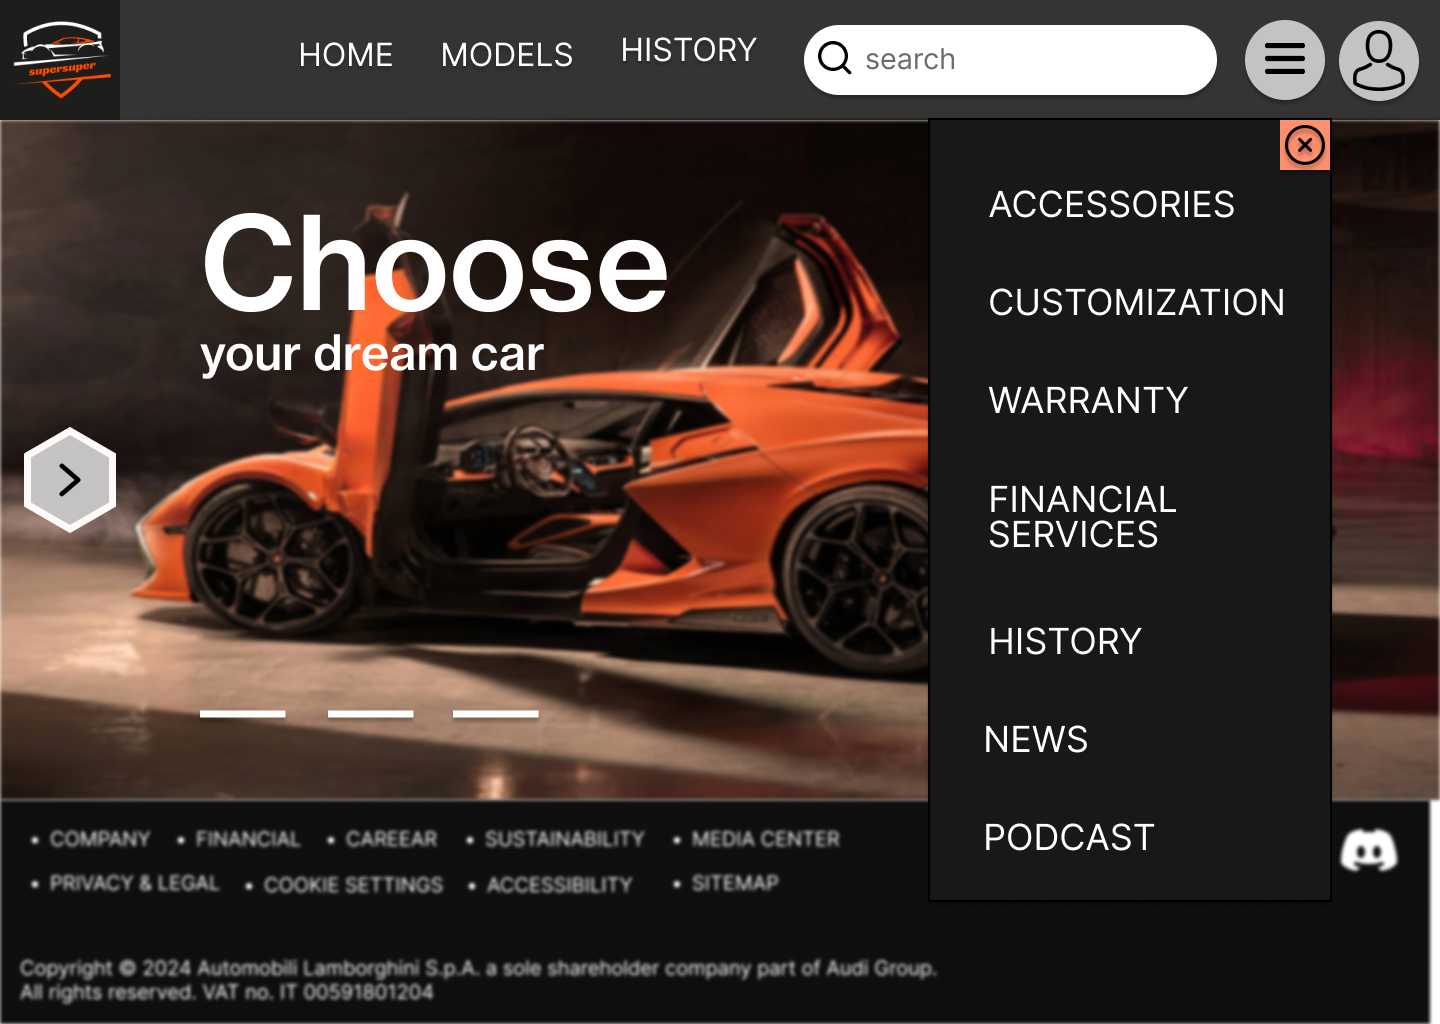 supersuper
HOME
MODELS
HISTORY
search
Choose
your dream car
ACCESSORIES
CUSTOMIZATION
WARRANTY
FINANCIAL
SERVICES
HISTORY
NEWS
PODCAST
• COMPANY • FINANCIAL • CAREEAR • SUSTAINABILITY • MEDIA CENTER
• PRIVACY & LEGAL • COOKIE SETTINGS • ACCESSIBILITY • SITEMAP
Copyright © 2024 Automobili Lamborghini S.p.A. a sole shareholder company part of Audi Group.
All rights reserved. VAT no. IT 00591801204